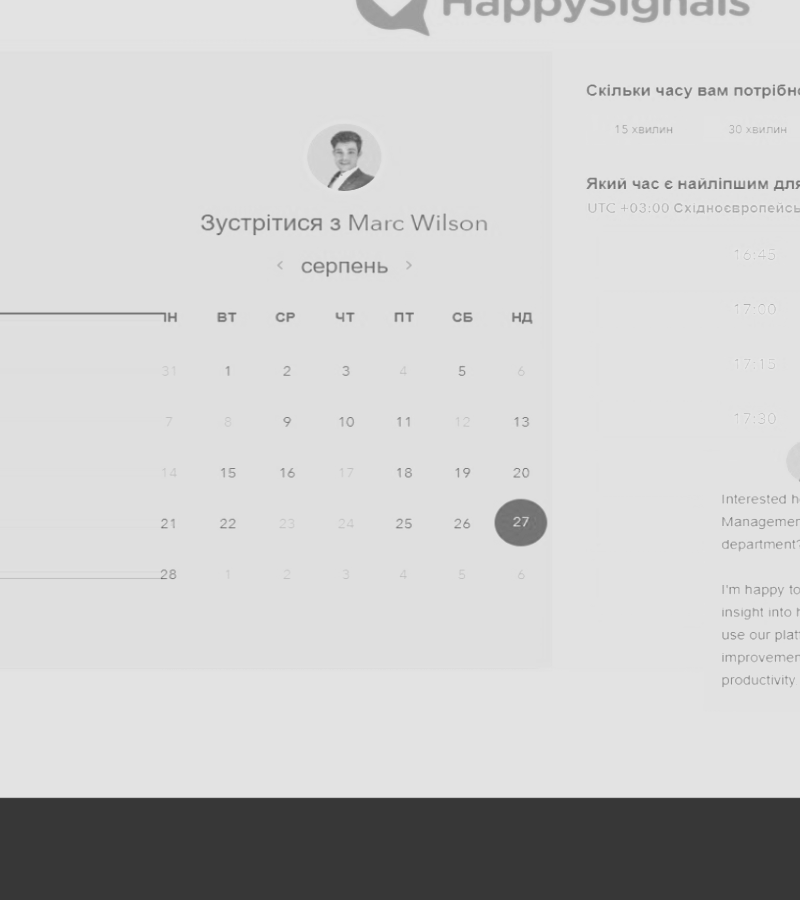 HappySignals
Зустрітися з Marc Wilson
серпень
ПН ВТ СР ЧТ ПТ СБ НД
31 1 2 3 4 5 6
7 8 9 10 11 12 13
14 15 16 17 18 19 20
21 22 23 24 25 26 27
28 1 2 3 4 5 6
Скільки часу вам потрібно
15 хвилин 30 хвилин
Який час є найліпшим для
UTC +03:00
16:45
17:00
17:15
17:30
Interested
department?
I'm happy to
insight into
use our
productivity